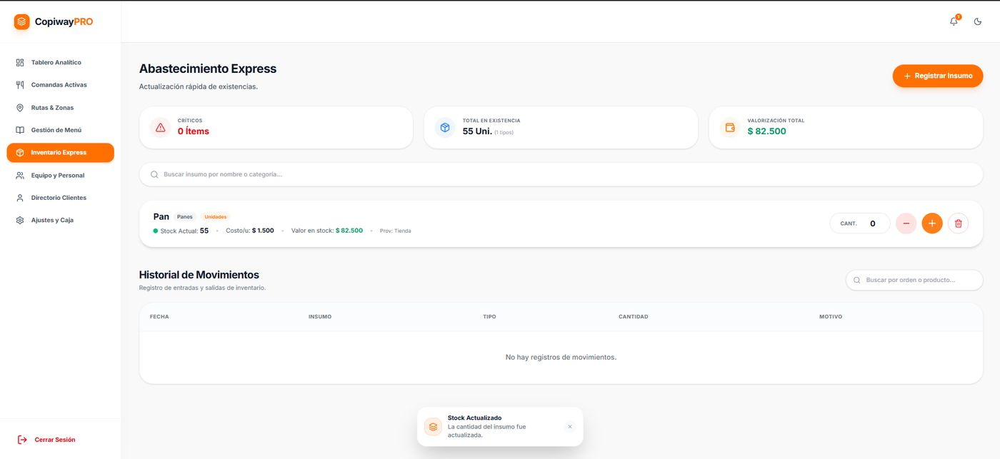 CopiwayPRO
1
Tablero Analítico
Comandas Activas
Rutas & Zonas
Gestión de Menú
Inventario Express
Equipo y Personal
Directorio Clientes
Ajustes y Caja
Cerrar Sesión
Abastecimiento Express
Actualización rápida de existencias.
+ Registrar Insumo
CRÍTICOS
0 Ítems
TOTAL EN EXISTENCIA
55 Uni. (1 tipos)
VALORIZACIÓN TOTAL
$ 82.500
Buscar insumo por nombre o categoría...
Pan Panes Unidades
Stock Actual: 55 • Costo/u: $ 1.500 • Valor en stock: $ 82.500 • Prov: Tienda
CANT. 0
Historial de Movimientos
Registro de entradas y salidas de inventario.
Buscar por orden o producto...
FECHA INSUMO TIPO CANTIDAD MOTIVO
No hay registros de movimientos.
Stock Actualizado
La cantidad del insumo fue
actualizada.